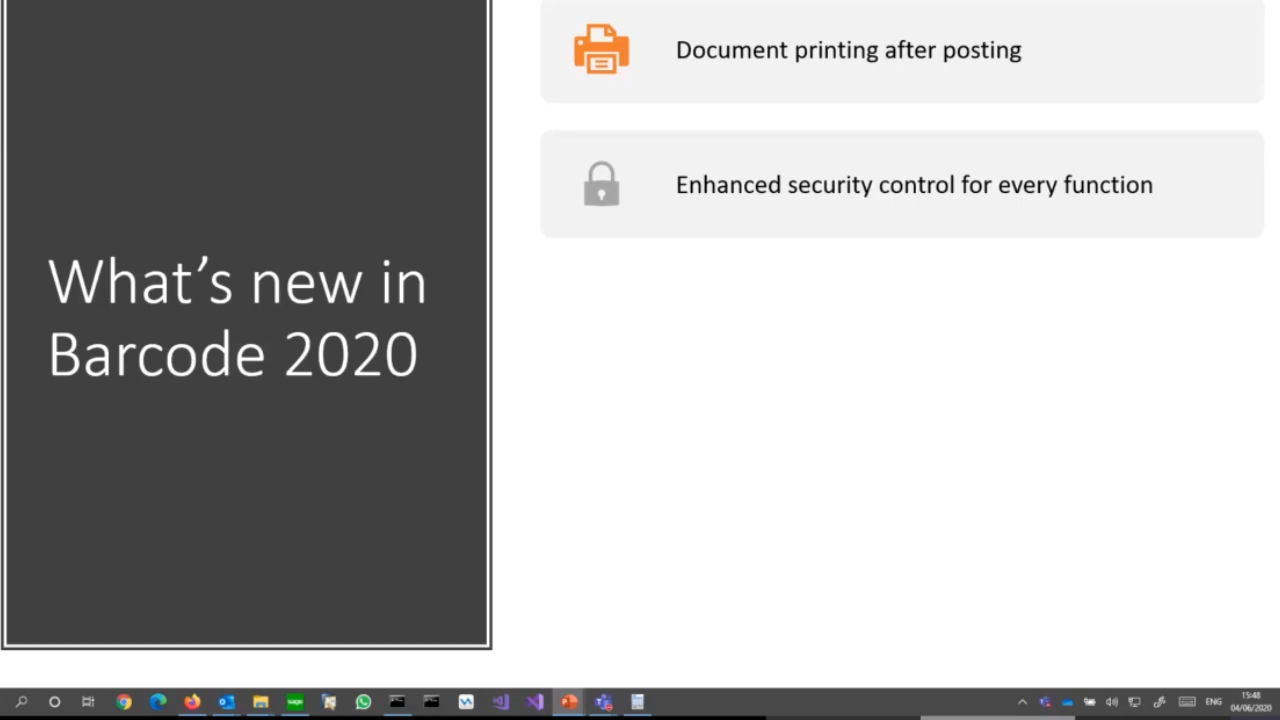 Document printing after posting
Enhanced security control for every function
What's new in
Barcode 2020
sage
ENG
15:48
04/06/2020